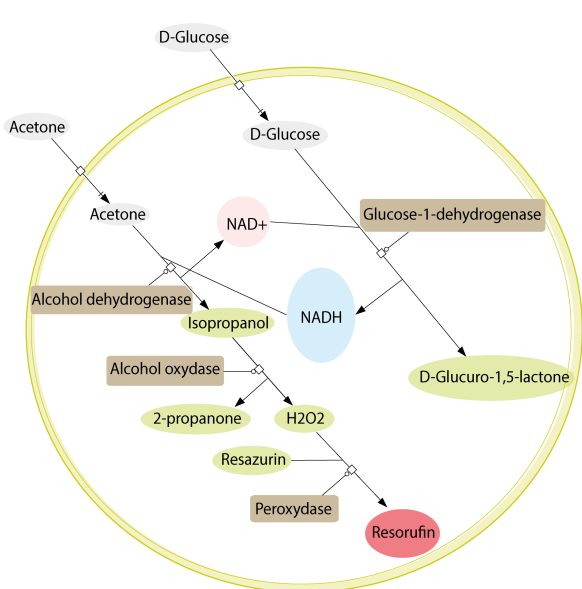 D-Glucose
Acetone
D-Glucose
Acetone
NAD+
Glucose-1-dehydrogenase
Alcohol dehydrogenase
Isopropanol
NADH
Alcohol oxydase
D-Glucuro-1,5-lactone
2-propanone
H2O2
Resazurin
Peroxydase
Resorufin